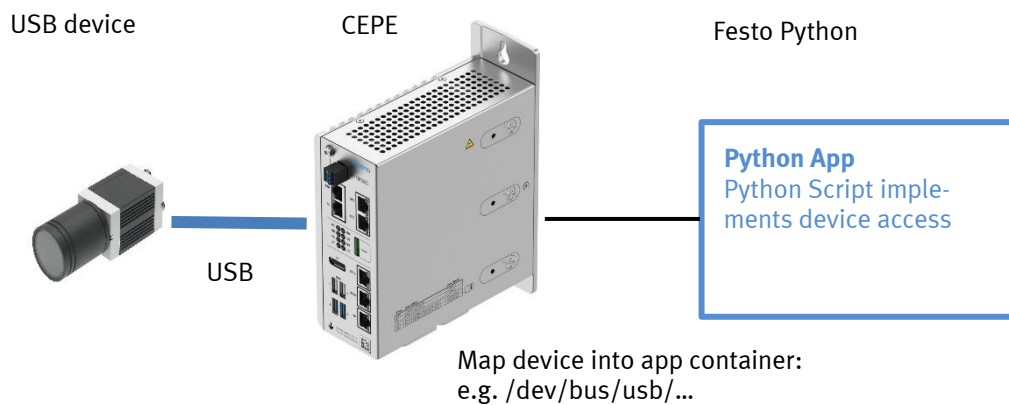 USB device
CEPE
Festo Python
Python App
Python Script imple-
ments device access
USB
Map device into app container:
e.g. /dev/bus/usb/…